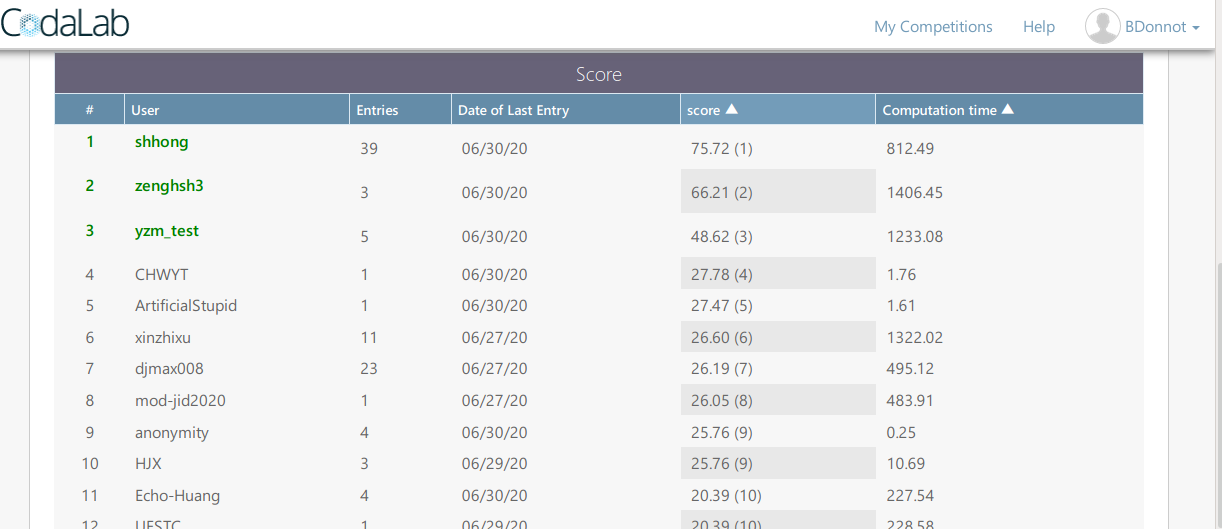 CodaLab
My Competitions Help BDonnot
Score
# User Entries Date of Last Entry score ▲ Computation time ▲
1 shhong 39 06/30/20 75.72 (1) 812.49
2 zenghsh3 3 06/30/20 66.21 (2) 1406.45
3 yzm_test 5 06/30/20 48.62 (3) 1233.08
4 CHWYT 1 06/30/20 27.78 (4) 1.76
5 ArtificialStupid 1 06/30/20 27.47 (5) 1.61
6 xinzhixu 11 06/27/20 26.60 (6) 1322.02
7 djmax008 23 06/27/20 26.19 (7) 495.12
8 mod-jid2020 1 06/27/20 26.05 (8) 483.91
9 anonymity 4 06/30/20 25.76 (9) 0.25
10 HJX 3 06/29/20 25.76 (9) 10.69
11 Echo-Huang 4 06/30/20 20.39 (10) 227.54
12 UESTC 1 06/29/20 20.39 (10) 228.58